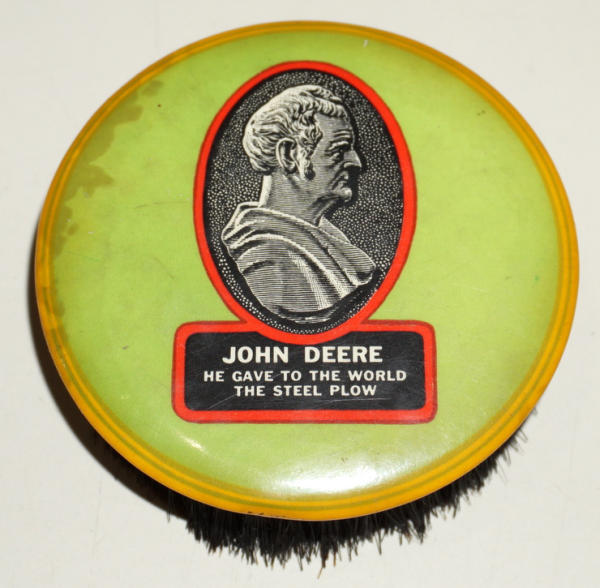 JOHN DEERE
HE GAVE TO THE WORLD
THE STEEL PLOW